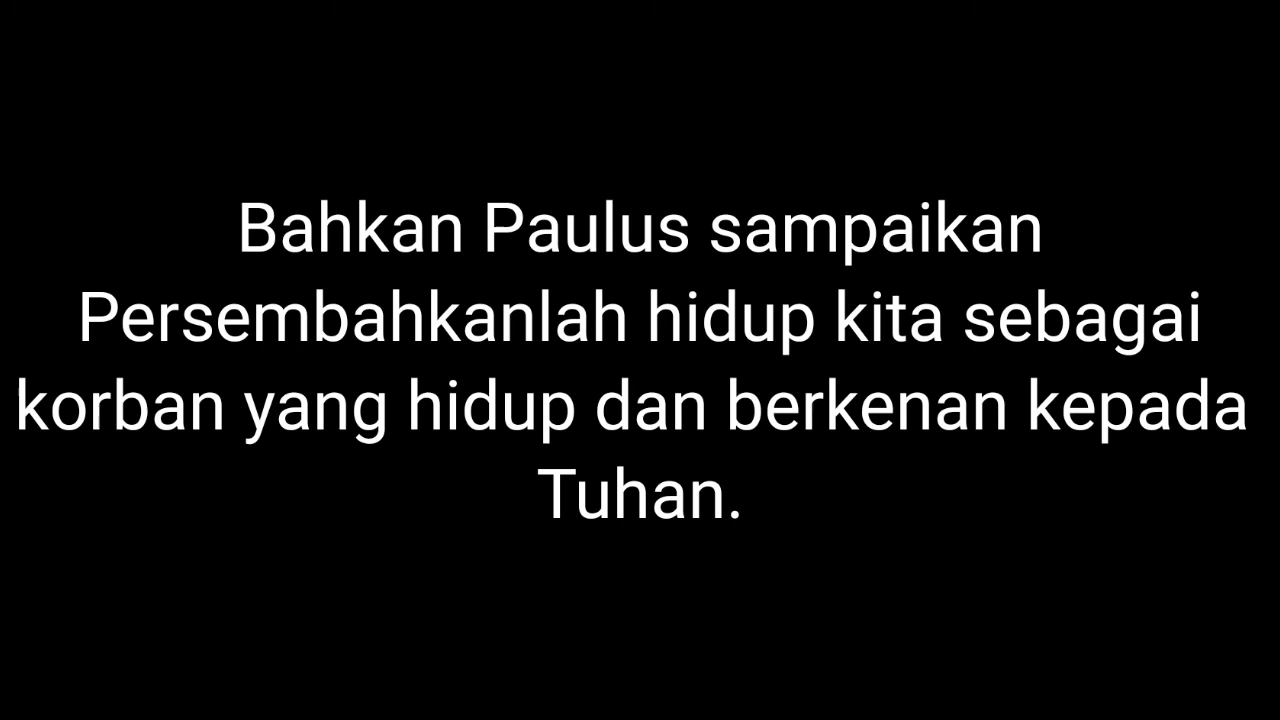 Bahkan Paulus sampaikan
Persembahkanlah hidup kita sebagai
korban yang hidup dan berkenan kepada
Tuhan.